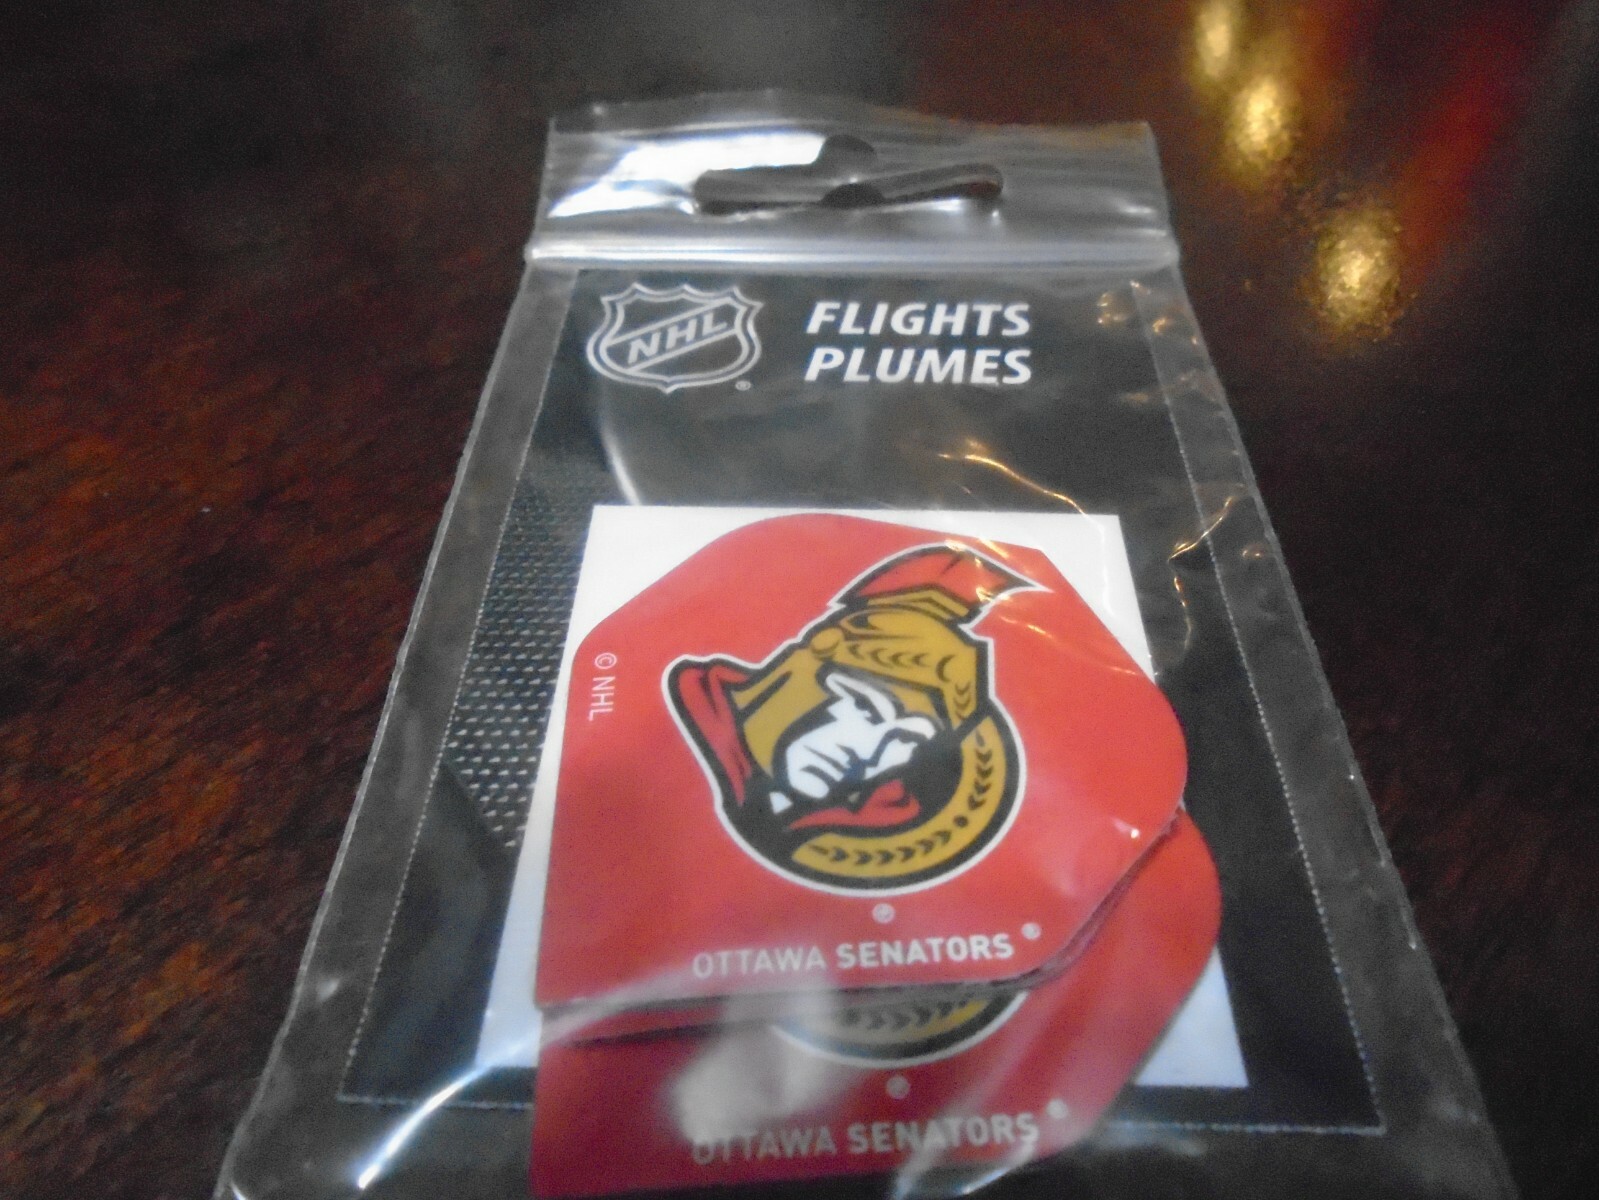 NHL ®
FLIGHTS
PLUMES
© NHL
®
OTTAWA SENATORS ®
®
OTTAWA SENATORS ®